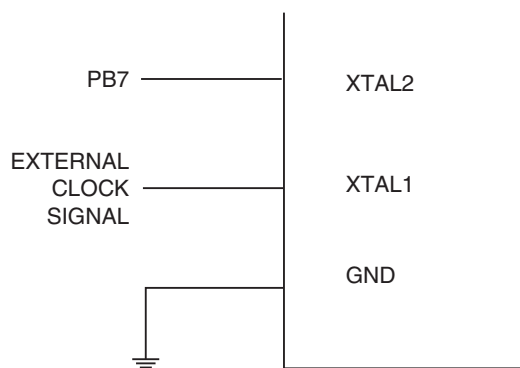 PB7
XTAL2
EXTERNAL
CLOCK
SIGNAL
XTAL1
GND